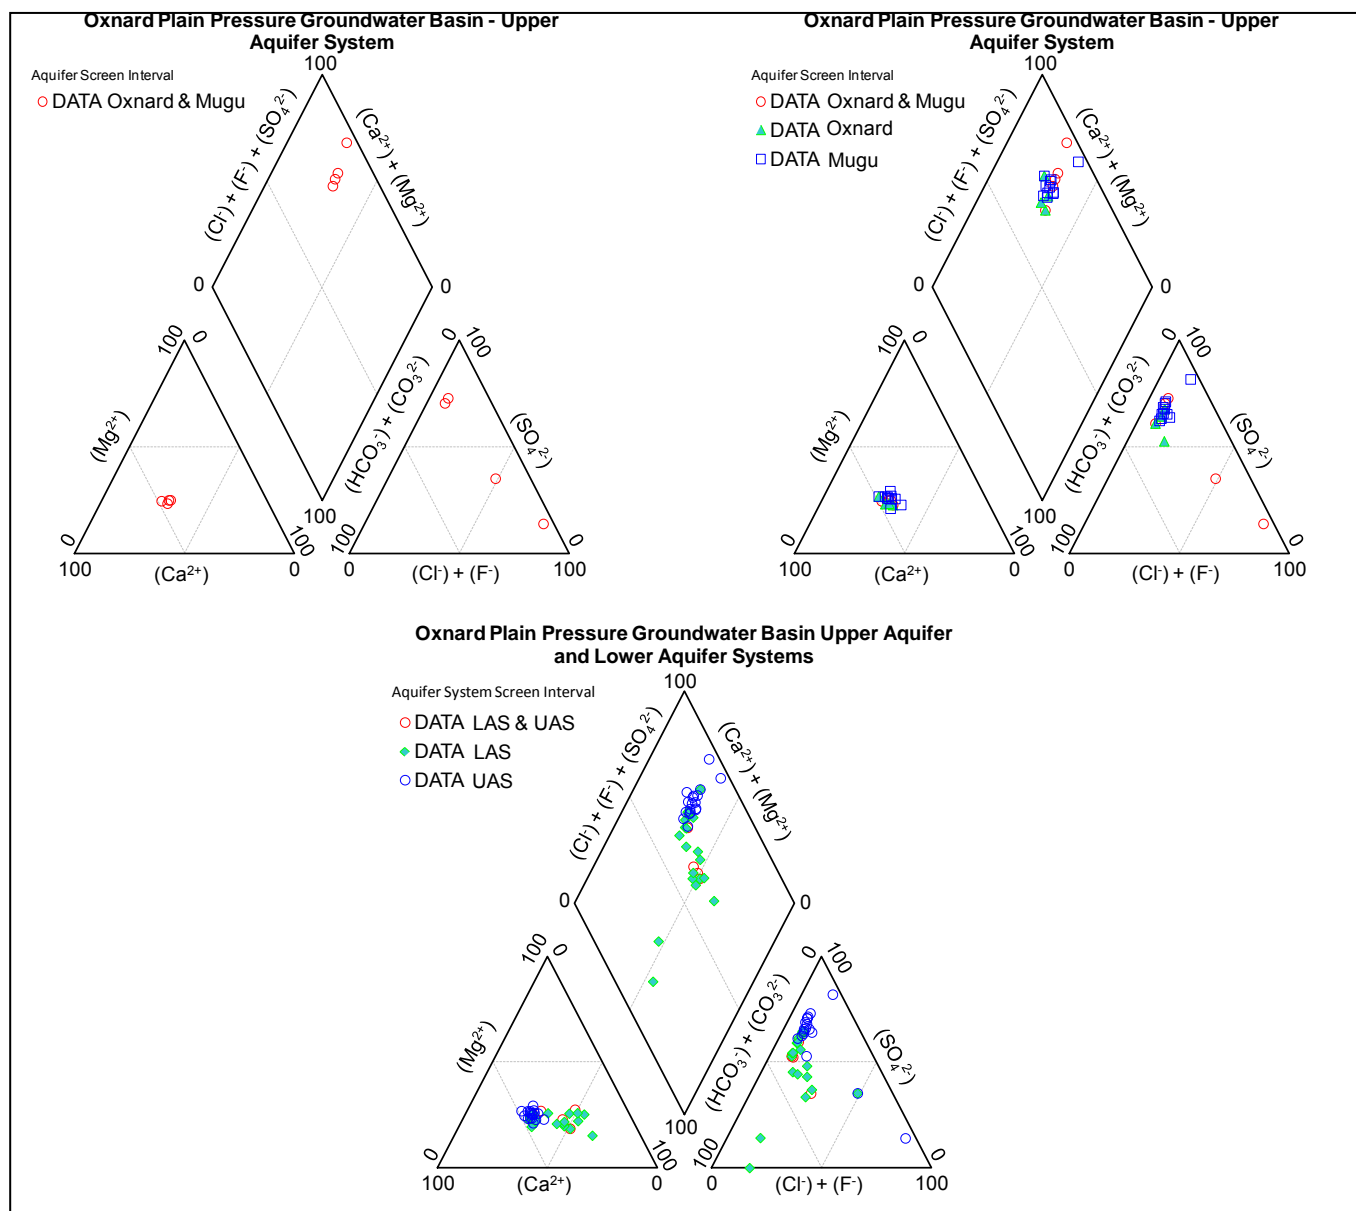 Oxnard Plain Pressure Groundwater Basin - Upper
Aquifer System
Aquifer Screen Interval
DATA Oxnard & Mugu
100
(Cl⁻) + (F⁻) + (SO₄²⁻)
(Ca²⁺) + (Mg²⁺)
0
0
100
0
0
100
(Mg²⁺)
(HCO₃⁻) + (CO₃²⁻)
(SO₄²⁻)
0
100
100
100
0
100
(Ca²⁺)
0
0
(Cl⁻) + (F⁻)
100
Oxnard Plain Pressure Groundwater Basin - Upper
Aquifer System
Aquifer Screen Interval
DATA Oxnard & Mugu
DATA Oxnard
DATA Mugu
100
(Cl⁻) + (F⁻) + (SO₄²⁻)
(Ca²⁺) + (Mg²⁺)
0
0
100
0
0
100
(Mg²⁺)
(HCO₃⁻) + (CO₃²⁻)
(SO₄²⁻)
0
100
100
100
0
100
(Ca²⁺)
0
0
(Cl⁻) + (F⁻)
100
Oxnard Plain Pressure Groundwater Basin Upper Aquifer
and Lower Aquifer Systems
Aquifer System Screen Interval
DATA LAS & UAS
DATA LAS
DATA UAS
100
(Cl⁻) + (F⁻) + (SO₄²⁻)
(Ca²⁺) + (Mg²⁺)
0
0
100
0
0
100
(Mg²⁺)
(HCO₃⁻) + (CO₃²⁻)
(SO₄²⁻)
0
100
100
100
0
100
(Ca²⁺)
0
0
(Cl⁻) + (F⁻)
100